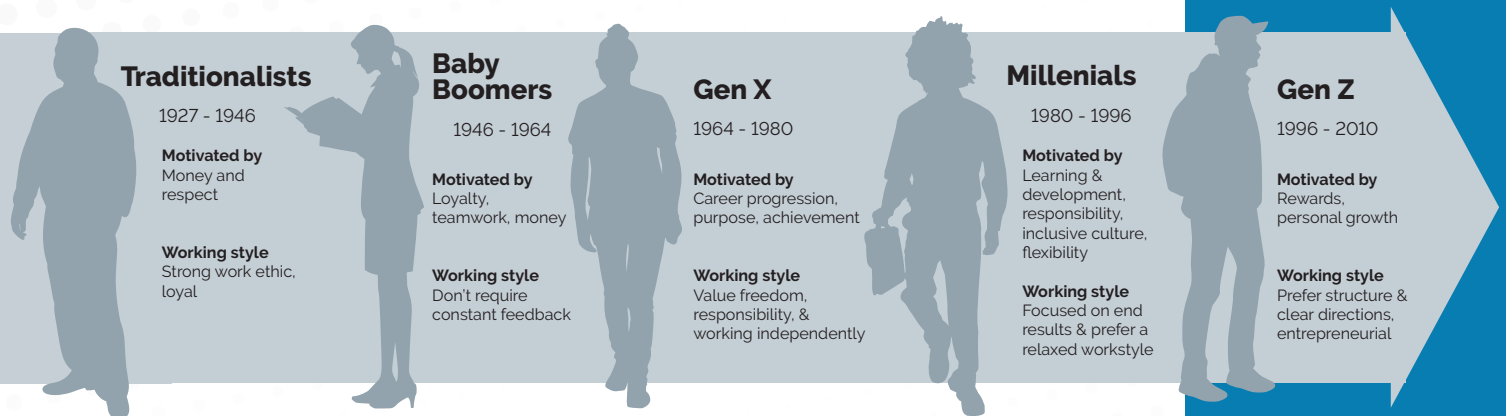 Traditionalists
1927 - 1946
Motivated by
Money and
respect
Working style
Strong work ethic,
loyal
Baby
Boomers
1946 - 1964
Motivated by
Loyalty,
teamwork, money
Working style
Don't require
constant feedback
Gen X
1964 - 1980
Motivated by
Career progression,
purpose, achievement
Working style
Value freedom,
responsibility, &
working independently
Millenials
1980 - 1996
Motivated by
Learning &
development,
responsibility,
inclusive culture,
flexibility
Working style
Focused on end
results & prefer a
relaxed workstyle
Gen Z
1996 - 2010
Motivated by
Rewards,
personal growth
Working style
Prefer structure &
clear directions,
entrepreneurial